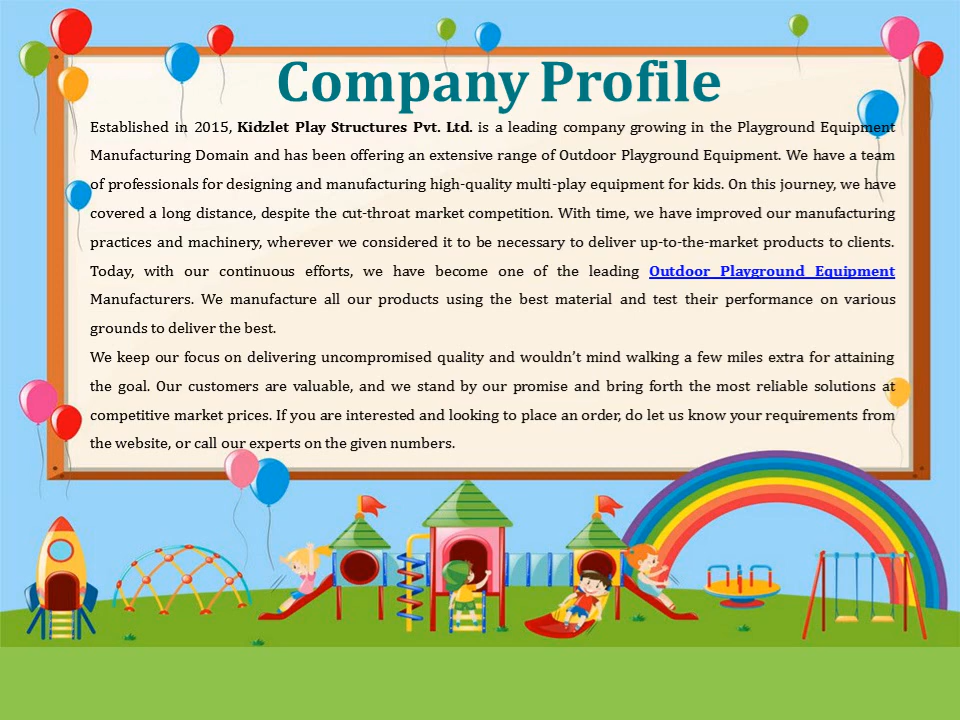 Company Profile
Established in 2015, Kidzlet Play Structures Pvt. Ltd. is a leading company growing in the Playground Equipment
Manufacturing Domain and has been offering an extensive range of Outdoor Playground Equipment. We have a team
of professionals for designing and manufacturing high-quality multi-play equipment for kids. On this journey, we have
covered a long distance, despite the cut-throat market competition. With time, we have improved our manufacturing
practices and machinery, wherever we considered it to be necessary to deliver up-to-the-market products to clients.
Today, with our continuous efforts, we have become one of the leading Outdoor Playground Equipment
Manufacturers. We manufacture all our products using the best material and test their performance on various
grounds to deliver the best.
We keep our focus on delivering uncompromised quality and wouldn’t mind walking a few miles extra for attaining
the goal. Our customers are valuable, and we stand by our promise and bring forth the most reliable solutions at
competitive market prices. If you are interested and looking to place an order, do let us know your requirements from
the website, or call our experts on the given numbers.